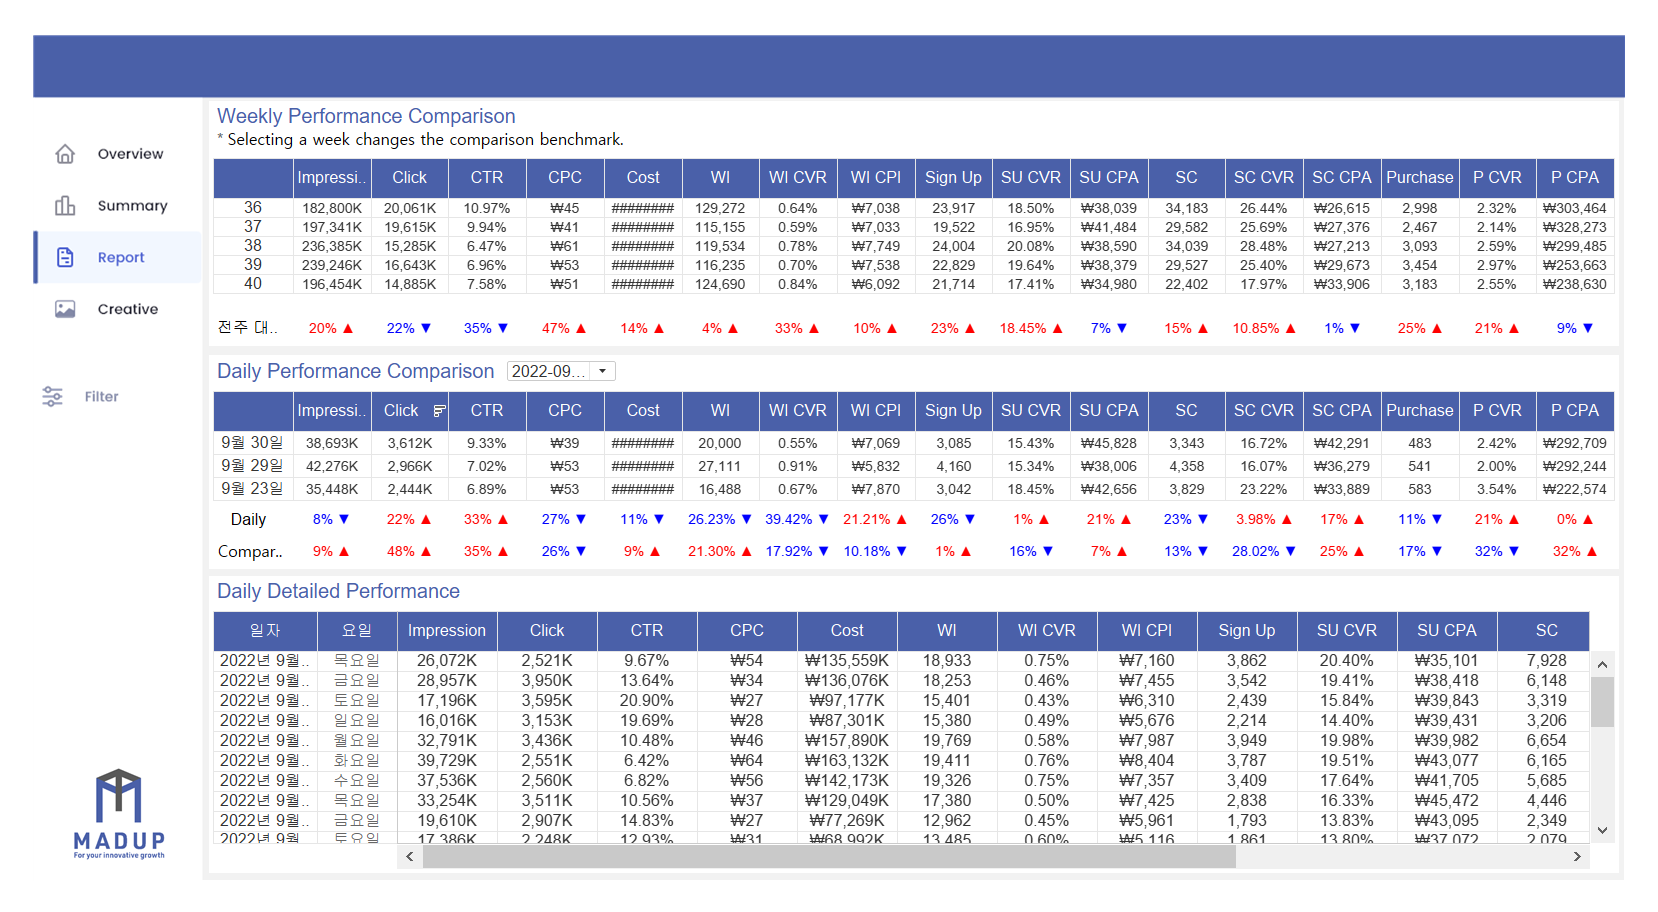 Overview
Summary
Report
Creative
Filter
MADUP
For your innovative growth
Weekly Performance Comparison
* Selecting a week changes the comparison benchmark.
Impressi.. Click CTR CPC Cost WI WI CVR WI CPI Sign Up SU CVR SU CPA SC SC CVR SC CPA Purchase P CVR P CPA
36 182,800K 20,061K 10.97% ₩45 ######## 129,272 0.64% ₩7,038 23,917 18.50% ₩38,039 34,183 26.44% ₩26,615 2,998 2.32% ₩303,464
37 197,341K 19,615K 9.94% ₩41 ######## 115,155 0.59% ₩7,033 19,522 16.95% ₩41,484 29,582 25.69% ₩27,376 2,467 2.14% ₩328,273
38 236,385K 15,285K 6.47% ₩61 ######## 119,534 0.78% ₩7,749 24,004 20.08% ₩38,590 34,039 28.48% ₩27,213 3,093 2.59% ₩299,485
39 239,246K 16,643K 6.96% ₩53 ######## 116,235 0.70% ₩7,538 22,829 19.64% ₩38,379 29,527 25.40% ₩29,673 3,454 2.97% ₩253,663
40 196,454K 14,885K 7.58% ₩51 ######## 124,690 0.84% ₩6,092 21,714 17.41% ₩34,980 22,402 17.97% ₩33,906 3,183 2.55% ₩238,630
전주 대.. 20% ▲ 22% ▼ 35% ▼ 47% ▲ 14% ▲ 4% ▲ 33% ▲ 10% ▲ 23% ▲ 18.45% ▲ 7% ▼ 15% ▲ 10.85% ▲ 1% ▼ 25% ▲ 21% ▲ 9% ▼
Daily Performance Comparison 2022-09...
Impressi.. Click CTR CPC Cost WI WI CVR WI CPI Sign Up SU CVR SU CPA SC SC CVR SC CPA Purchase P CVR P CPA
9월 30일 38,693K 3,612K 9.33% ₩39 ######## 20,000 0.55% ₩7,069 3,085 15.43% ₩45,828 3,343 16.72% ₩42,291 483 2.42% ₩292,709
9월 29일 42,276K 2,966K 7.02% ₩53 ######## 27,111 0.91% ₩5,832 4,160 15.34% ₩38,006 4,358 16.07% ₩36,279 541 2.00% ₩292,244
9월 23일 35,448K 2,444K 6.89% ₩53 ######## 16,488 0.67% ₩7,870 3,042 18.45% ₩42,656 3,829 23.22% ₩33,889 583 3.54% ₩222,574
Daily 8% ▼ 22% ▲ 33% ▲ 27% ▼ 11% ▼ 26.23% ▼ 39.42% ▼ 21.21% ▲ 26% ▼ 1% ▲ 21% ▲ 23% ▼ 3.98% ▲ 17% ▲ 11% ▼ 21% ▲ 0% ▲
Compar.. 9% ▲ 48% ▲ 35% ▲ 26% ▼ 9% ▲ 21.30% ▲ 17.92% ▼ 10.18% ▼ 1% ▲ 16% ▼ 7% ▲ 13% ▼ 28.02% ▼ 25% ▲ 17% ▼ 32% ▼ 32% ▲
Daily Detailed Performance
일자 요일 Impression Click CTR CPC Cost WI WI CVR WI CPI Sign Up SU CVR SU CPA SC
2022년 9월.. 목요일 26,072K 2,521K 9.67% ₩54 ₩135,559K 18,933 0.75% ₩7,160 3,862 20.40% ₩35,101 7,928
2022년 9월.. 금요일 28,957K 3,950K 13.64% ₩34 ₩136,076K 18,253 0.46% ₩7,455 3,542 19.41% ₩38,418 6,148
2022년 9월.. 토요일 17,196K 3,595K 20.90% ₩27 ₩97,177K 15,401 0.43% ₩6,310 2,439 15.84% ₩39,843 3,319
2022년 9월.. 일요일 16,016K 3,153K 19.69% ₩28 ₩87,301K 15,380 0.49% ₩5,676 2,214 14.40% ₩39,431 3,206
2022년 9월.. 월요일 32,791K 3,436K 10.48% ₩46 ₩157,890K 19,769 0.58% ₩7,987 3,949 19.98% ₩39,982 6,654
2022년 9월.. 화요일 39,729K 2,551K 6.42% ₩64 ₩163,132K 19,411 0.76% ₩8,404 3,787 19.51% ₩43,077 6,165
2022년 9월.. 수요일 37,536K 2,560K 6.82% ₩56 ₩142,173K 19,326 0.75% ₩7,357 3,409 17.64% ₩41,705 5,685
2022년 9월.. 목요일 33,254K 3,511K 10.56% ₩37 ₩129,049K 17,380 0.50% ₩7,425 2,838 16.33% ₩45,472 4,446
2022년 9월.. 금요일 19,610K 2,907K 14.83% ₩27 ₩77,269K 12,962 0.45% ₩5,961 1,793 13.83% ₩43,095 2,349
2022년 9월.. 토요일 17,386K 2,248K 12.93% ₩31 ₩68,992K 13,485 0.60% ₩5,116 1,861 13.80% ₩37,072 2,079